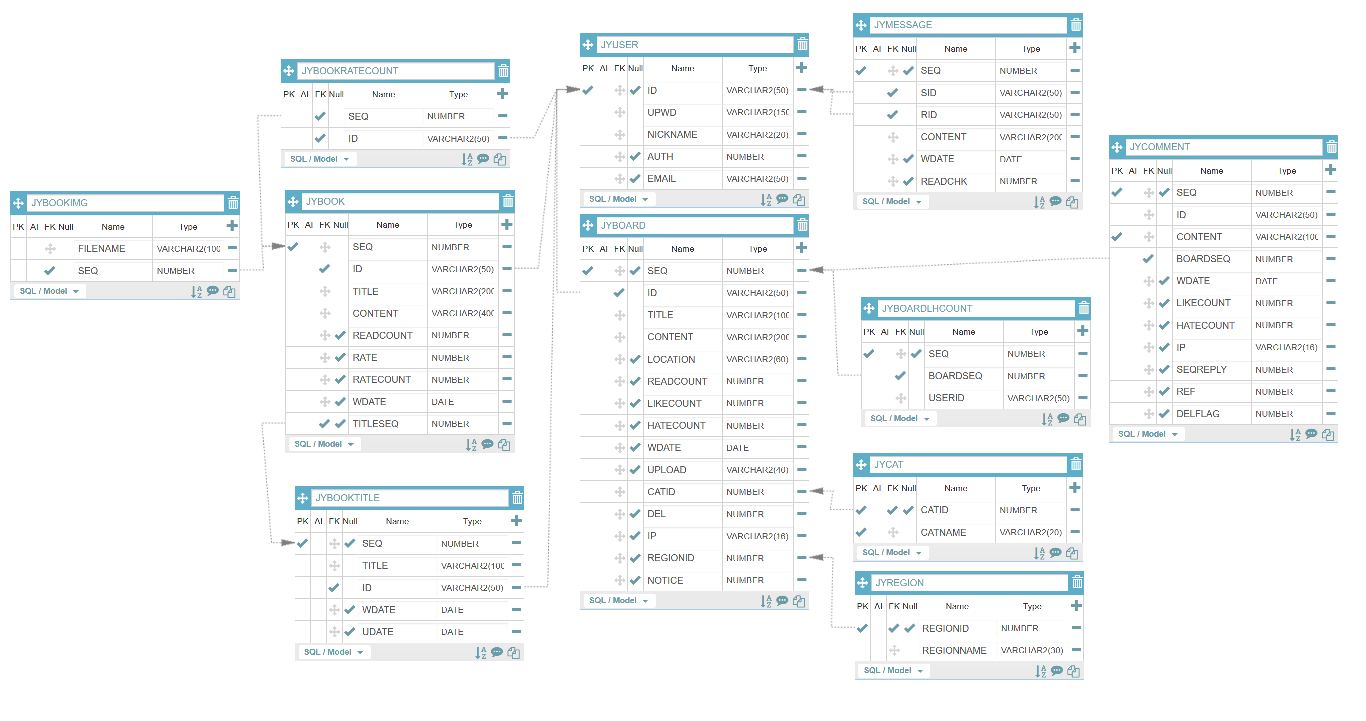 JYBOOKIMG
PK AI FK Null Name Type
FILENAME VARCHAR2(100
SEQ NUMBER
SQL / Model
JYBOOKRATECOUNT
PK AI FK Null Name Type
SEQ NUMBER
ID VARCHAR2(50)
SQL / Model
JYBOOK
PK AI FK Null Name Type
SEQ NUMBER
ID VARCHAR2(50)
TITLE VARCHAR2(200
CONTENT VARCHAR2(400
READCOUNT NUMBER
RATE NUMBER
RATECOUNT NUMBER
WDATE DATE
TITLESEQ NUMBER
SQL / Model
JYBOOKTITLE
PK AI FK Null Name Type
SEQ NUMBER
TITLE VARCHAR2(100
ID VARCHAR2(50)
WDATE DATE
UDATE DATE
SQL / Model
JYUSER
PK AI FK Null Name Type
ID VARCHAR2(50)
UPWD VARCHAR2(150
NICKNAME VARCHAR2(20)
AUTH NUMBER
EMAIL VARCHAR2(50)
SQL / Model
JYBOARD
PK AI FK Null Name Type
SEQ NUMBER
ID VARCHAR2(50)
TITLE VARCHAR2(100
CONTENT VARCHAR2(200
LOCATION VARCHAR2(60)
READCOUNT NUMBER
LIKECOUNT NUMBER
HATECOUNT NUMBER
WDATE DATE
UPLOAD VARCHAR2(40)
CATID NUMBER
DEL NUMBER
IP VARCHAR2(16)
REGIONID NUMBER
NOTICE NUMBER
SQL / Model
JYMESSAGE
PK AI FK Null Name Type
SEQ NUMBER
SID VARCHAR2(50)
RID VARCHAR2(50)
CONTENT VARCHAR2(200
WDATE DATE
READCHK NUMBER
SQL / Model
JYBOARDLHCOUNT
PK AI FK Null Name Type
SEQ NUMBER
BOARDSEQ NUMBER
USERID VARCHAR2(50)
SQL / Model
JYCAT
PK AI FK Null Name Type
CATID NUMBER
CATNAME VARCHAR2(20)
SQL / Model
JYREGION
PK AI FK Null Name Type
REGIONID NUMBER
REGIONNAME VARCHAR2(30)
SQL / Model
JYCOMMENT
PK AI FK Null Name Type
SEQ NUMBER
ID VARCHAR2(50)
CONTENT VARCHAR2(100
BOARDSEQ NUMBER
WDATE DATE
LIKECOUNT NUMBER
HATECOUNT NUMBER
IP VARCHAR2(16)
SEQREPLY NUMBER
REF NUMBER
DELFLAG NUMBER
SQL / Model